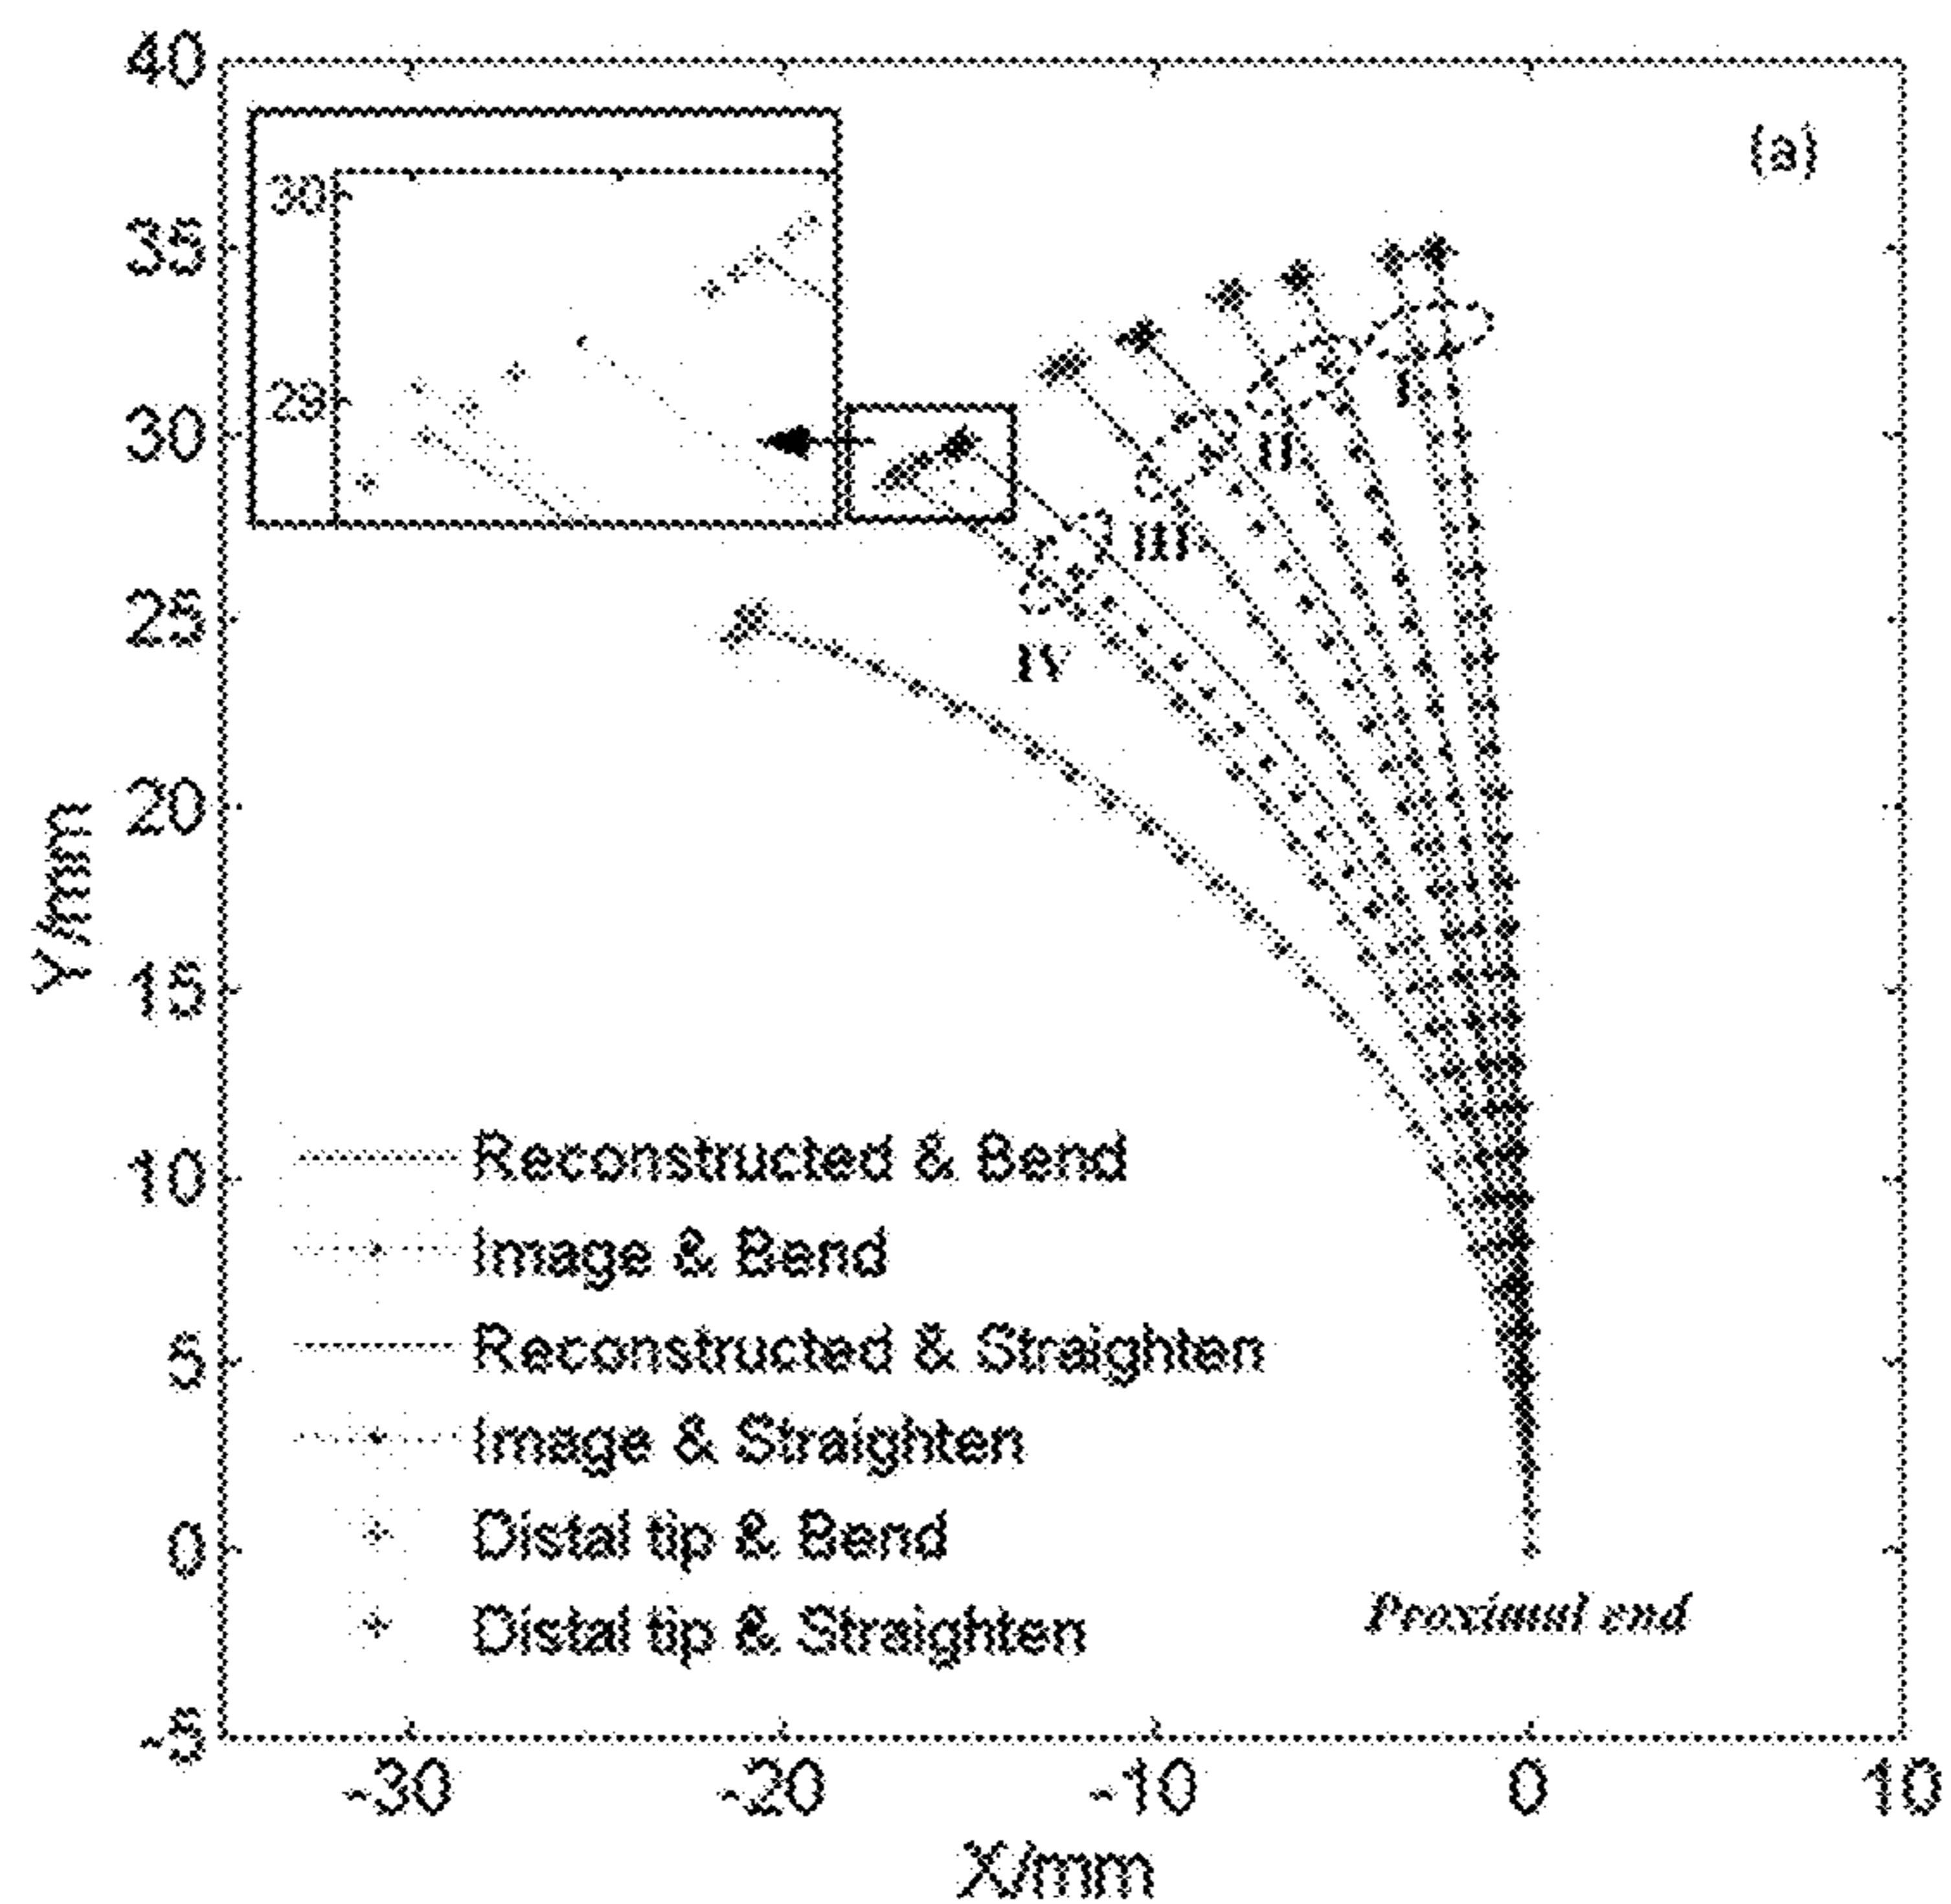 40
(a)
30
35
I
28
30
II
III
25
IV
20
Y/mm
15
10
Reconstructed & Bend
Image & Bend
5
Reconstructed & Straighten
Image & Straighten
0
Distal tip & Bend
Distal tip & Straighten
Proximal end
-5
-30 -20 -10 0 10
X/mm